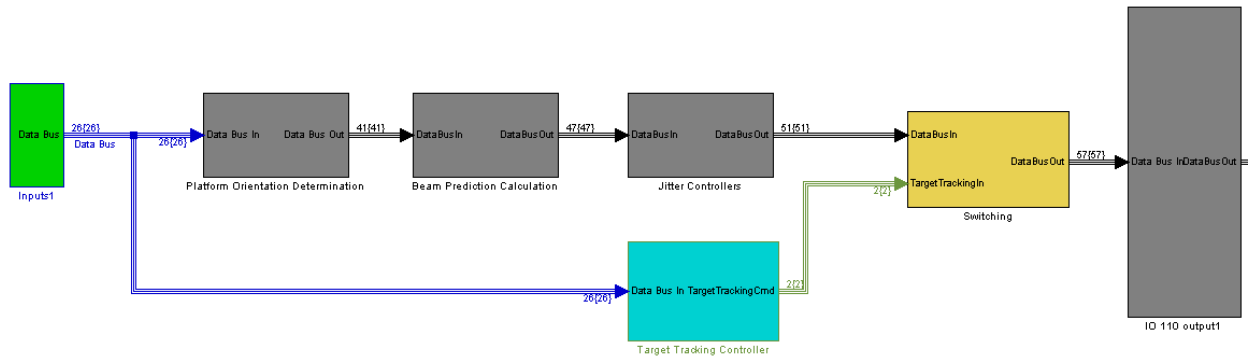 Data Bus
Inputs1
26{26}
Data Bus
26{26}
Data Bus In
Data Bus Out
Platform Orientation Determination
41{41}
DataBusIn
DataBusOut
Beam Prediction Calculation
47{47}
DataBusIn
DataBusOut
Jitter Controllers
51{51}
DataBusIn
DataBusOut
TargetTrackingIn
Switching
2{2}
57{57}
Data Bus In
DataBusOut
IO 110 output1
26{26}
Data Bus In
TargetTrackingCmd
Target Tracking Controller
2{2}